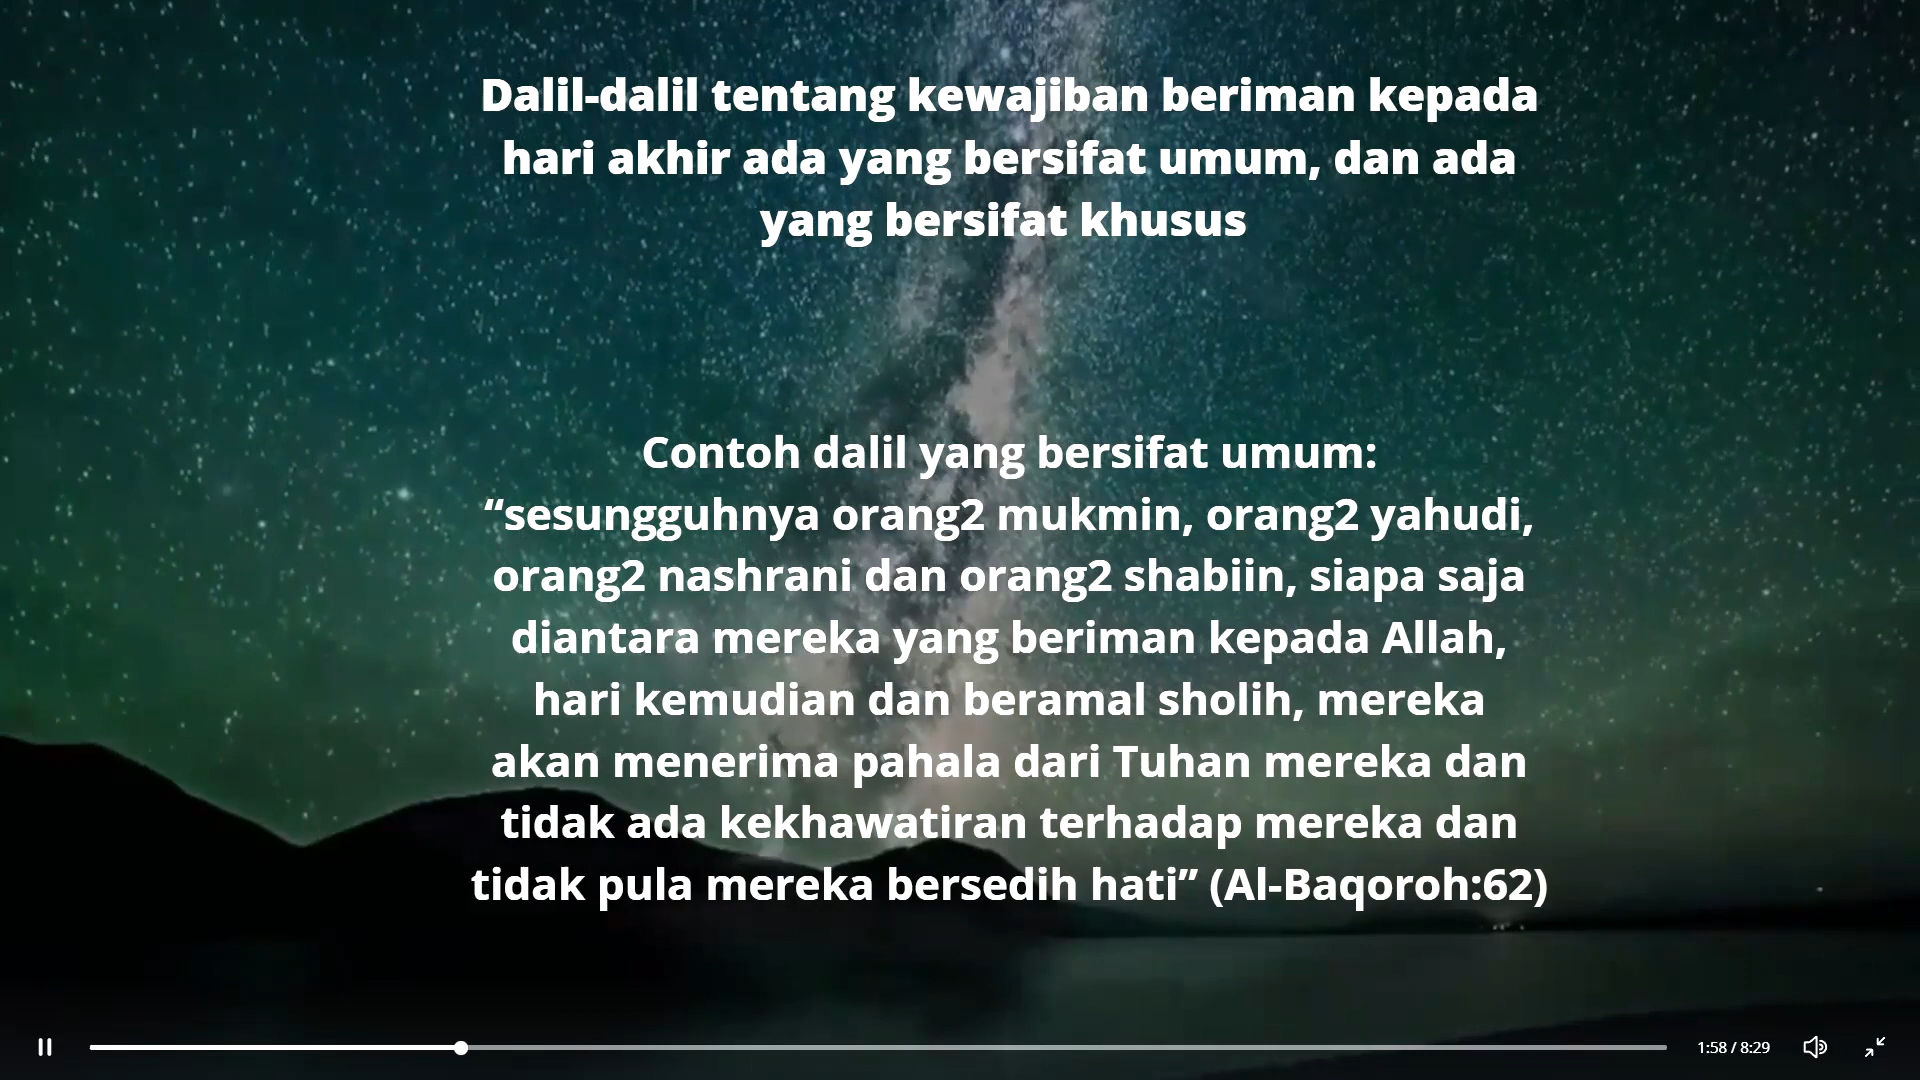 Dalil-dalil tentang kewajiban beriman kepada
hari akhir ada yang bersifat umum, dan ada
yang bersifat khusus
Contoh dalil yang bersifat umum:
“sesungguhnya orang2 mukmin, orang2 yahudi,
orang2 nashrani dan orang2 shabiin, siapa saja
diantara mereka yang beriman kepada Allah,
hari kemudian dan beramal sholih, mereka
akan menerima pahala dari Tuhan mereka dan
tidak ada kekhawatiran terhadap mereka dan
tidak pula mereka bersedih hati” (Al-Baqoroh:62)
1:58 / 8:29